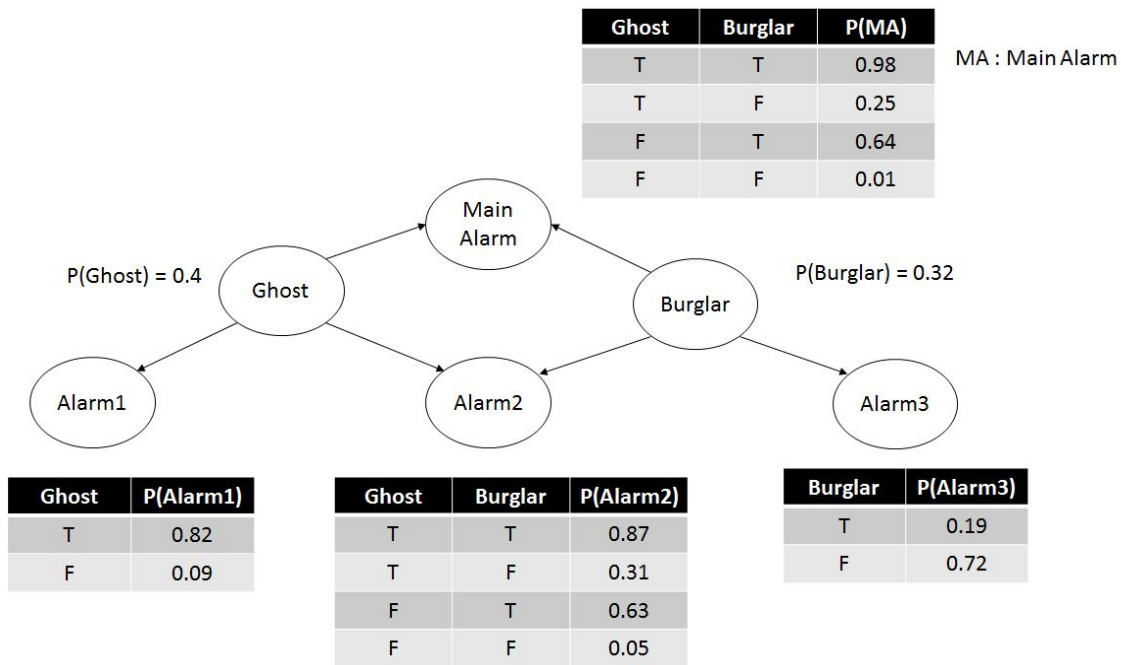 Ghost Burglar P(MA)
T T 0.98
T F 0.25
F T 0.64
F F 0.01
MA : Main Alarm
Main
Alarm
P(Ghost) = 0.4
Ghost
Burglar
P(Burglar) = 0.32
Alarm1
Alarm2
Alarm3
Ghost P(Alarm1)
T 0.82
F 0.09
Ghost Burglar P(Alarm2)
T T 0.87
T F 0.31
F T 0.63
F F 0.05
Burglar P(Alarm3)
T 0.19
F 0.72